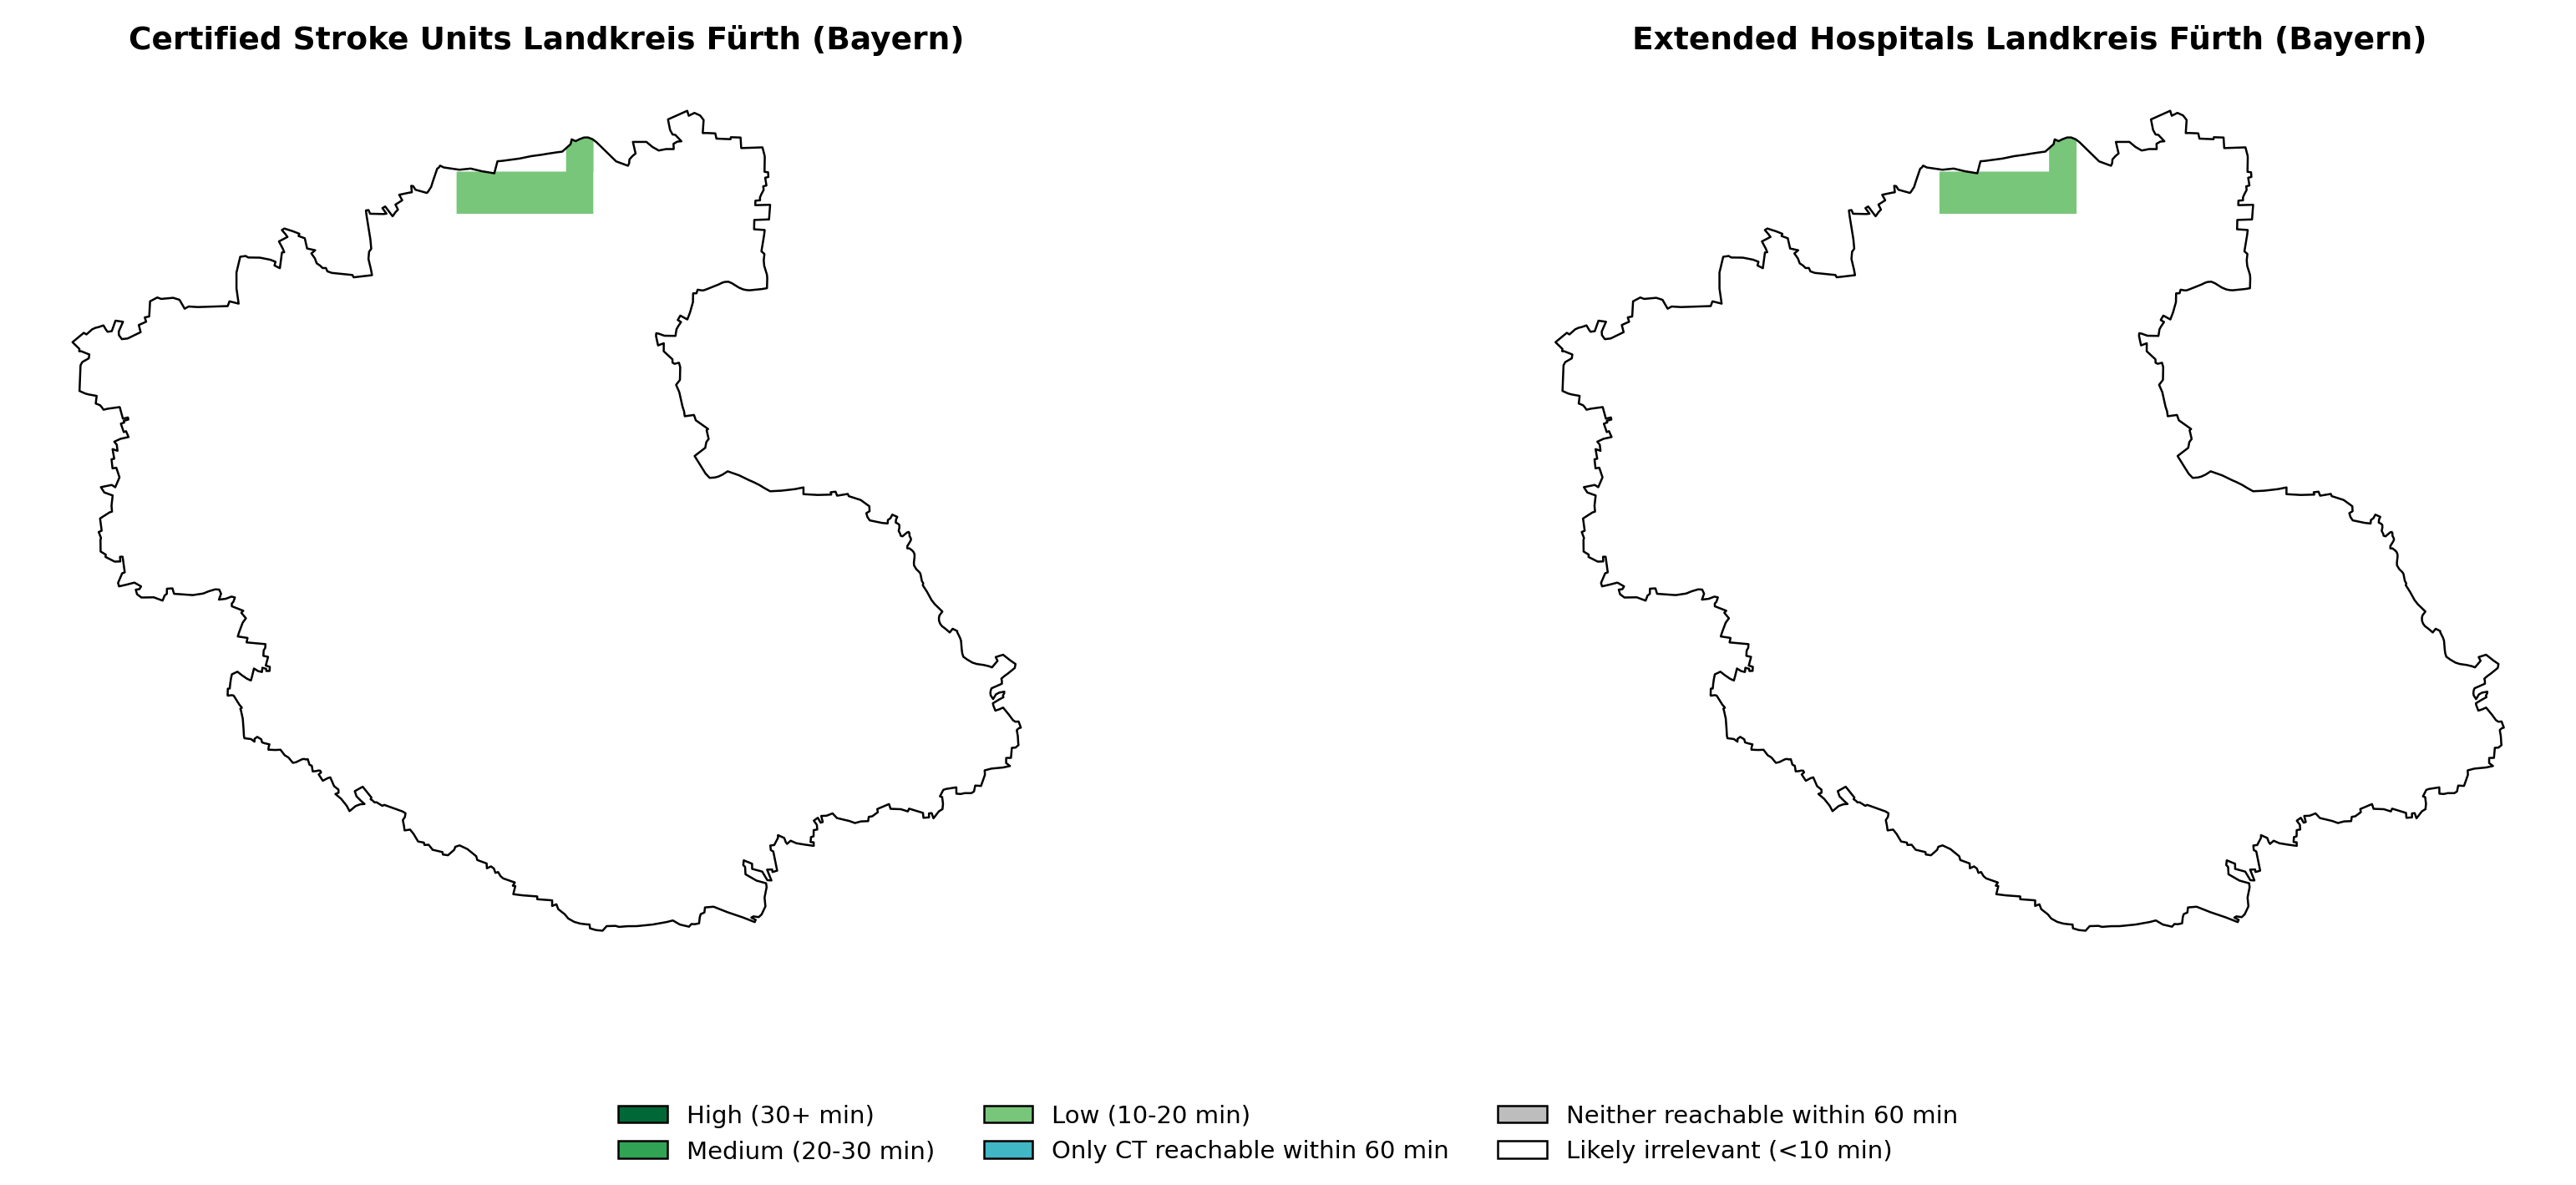 Certified Stroke Units Landkreis Fürth (Bayern)
Extended Hospitals Landkreis Fürth (Bayern)
High (30+ min)
Medium (20-30 min)
Low (10-20 min)
Only CT reachable within 60 min
Neither reachable within 60 min
Likely irrelevant (<10 min)